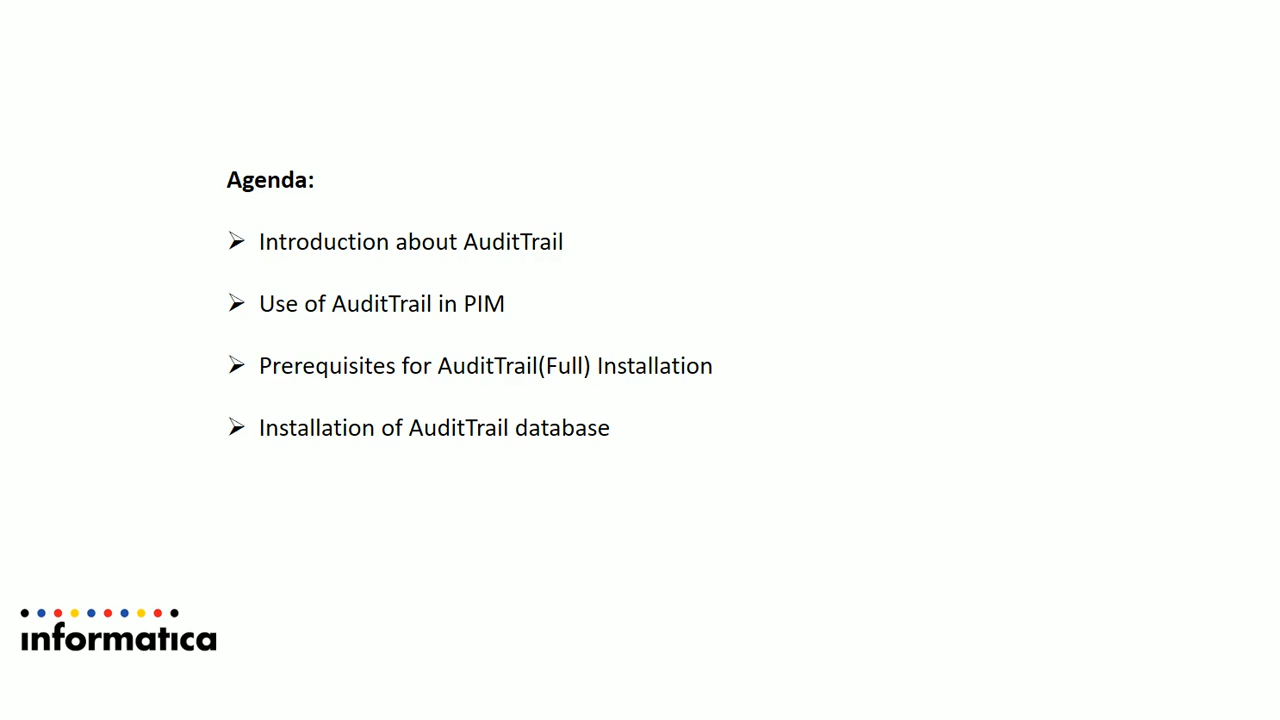 Agenda:
➢ Introduction about AuditTrail
➢ Use of AuditTrail in PIM
➢ Prerequisites for AuditTrail(Full) Installation
➢ Installation of AuditTrail database
informatica